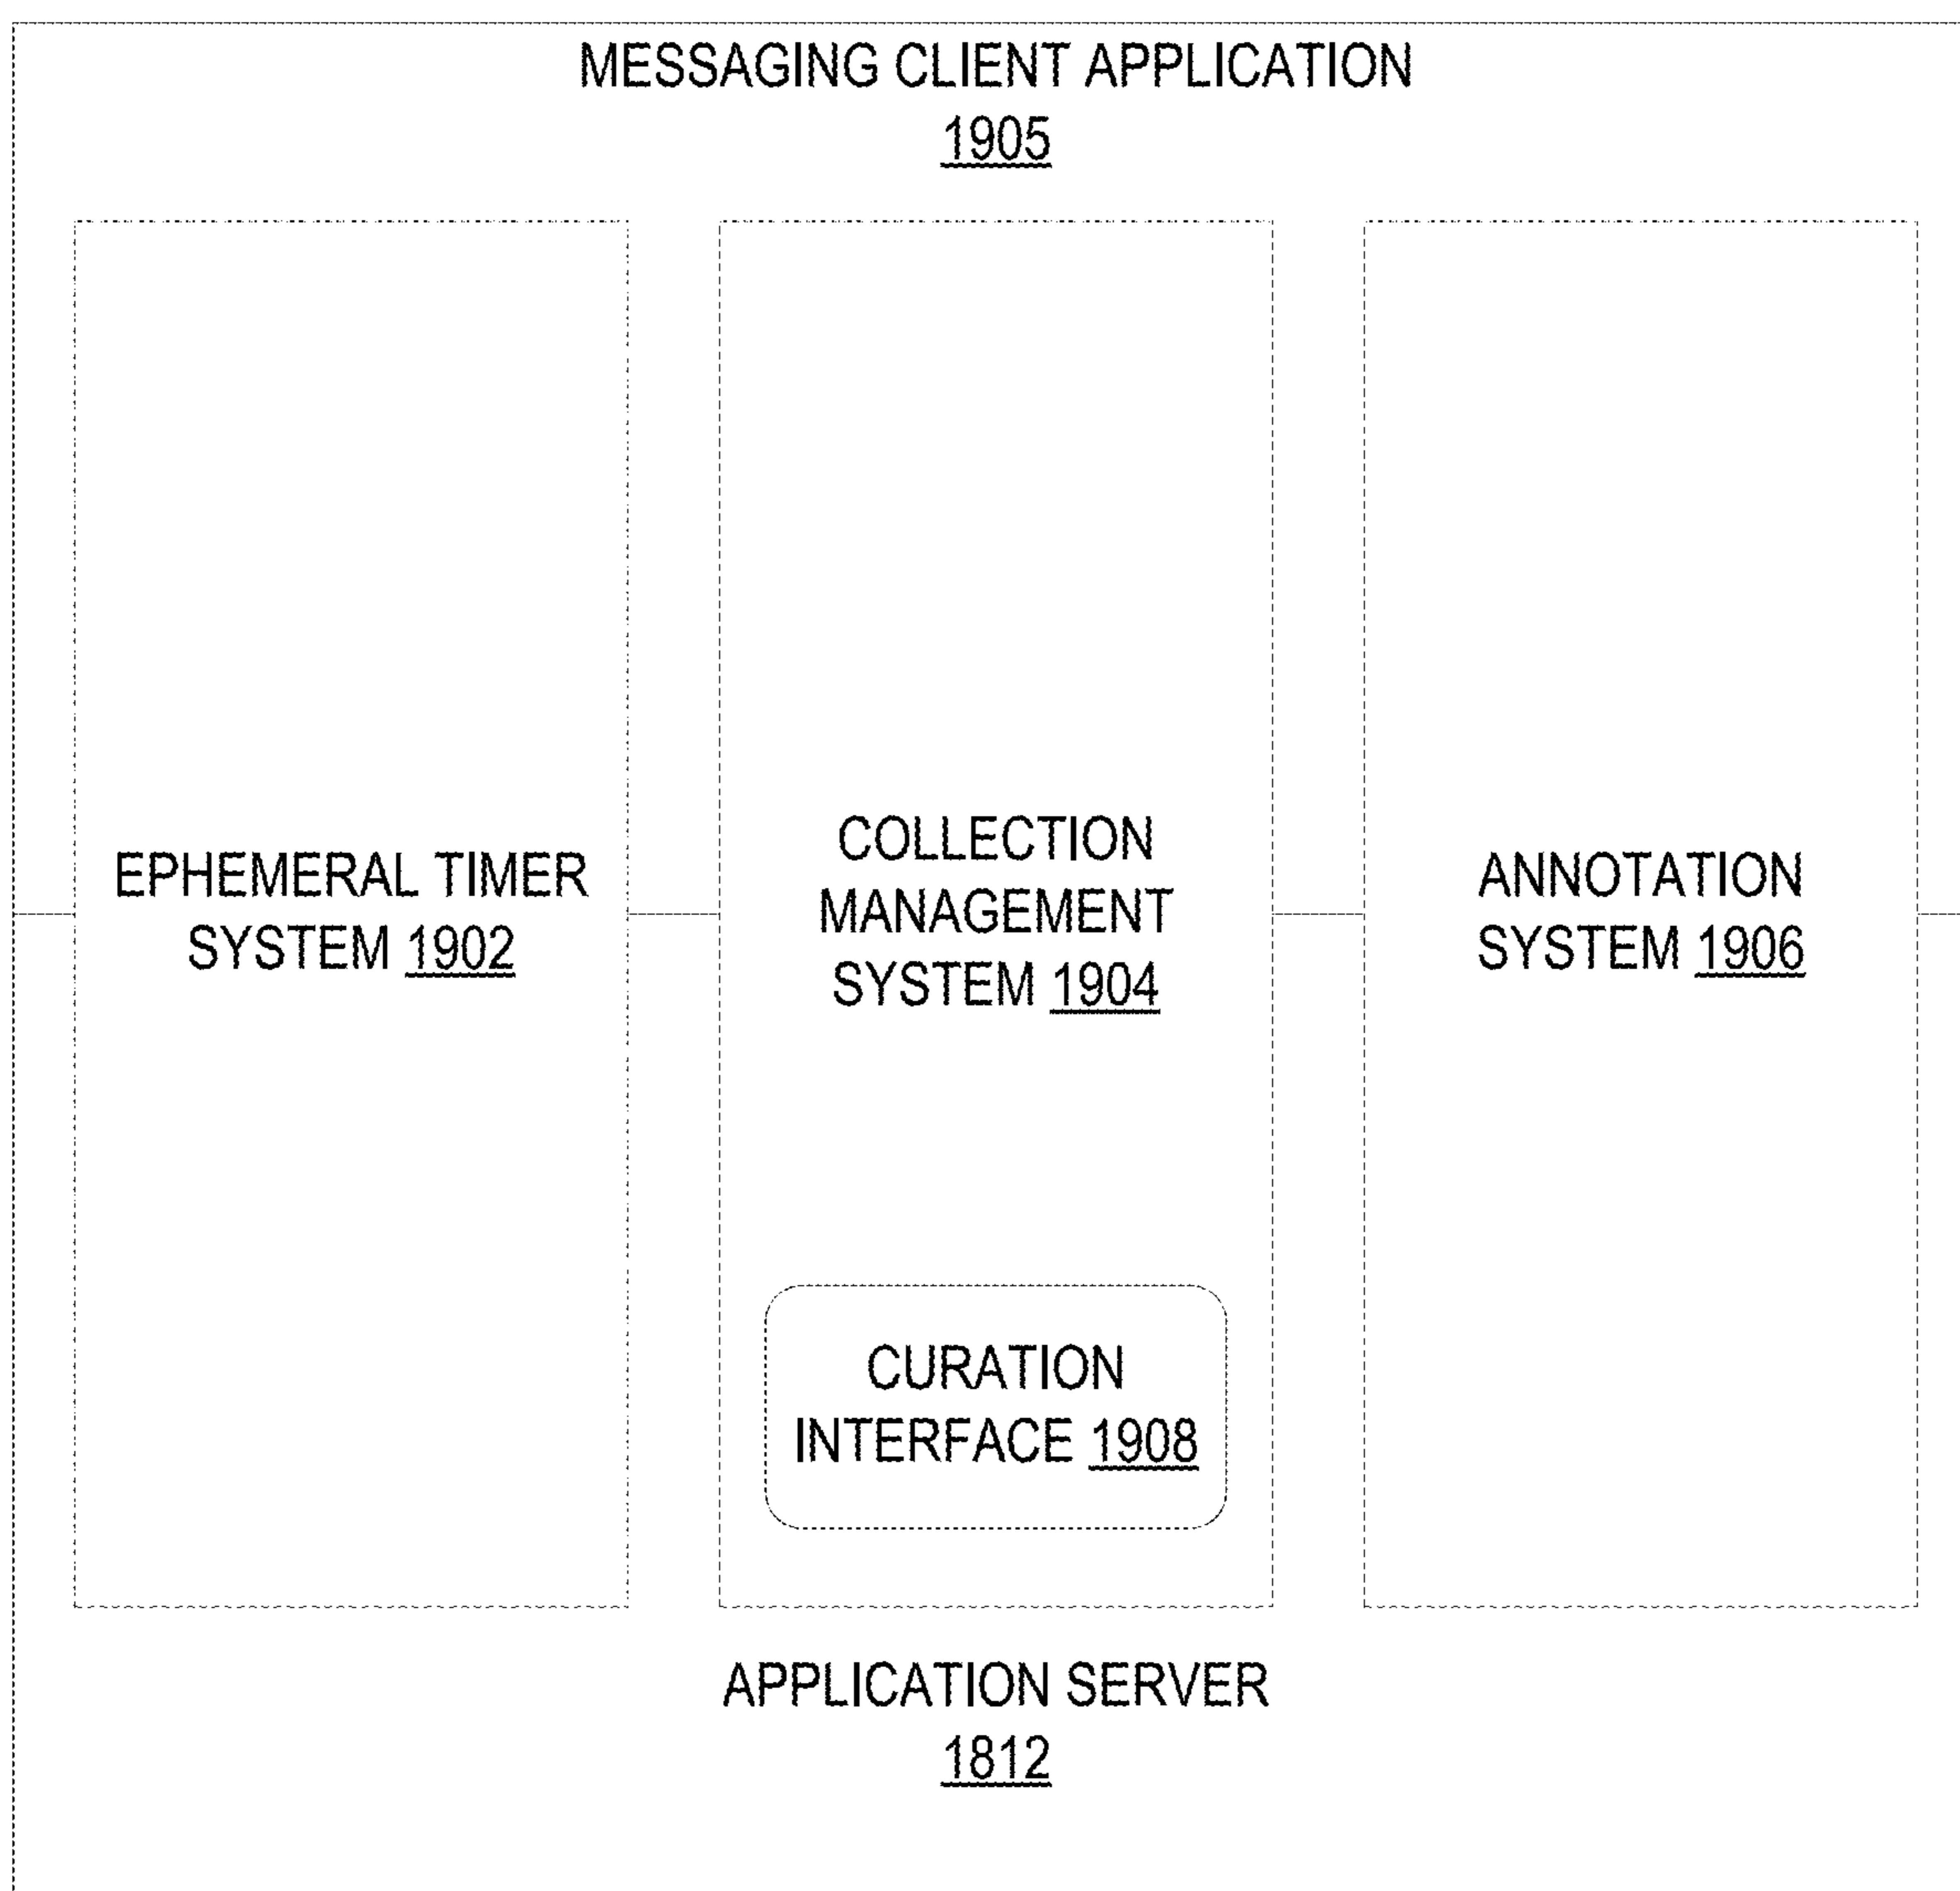 MESSAGING CLIENT APPLICATION
1905
EPHEMERAL TIMER
SYSTEM 1902
COLLECTION
MANAGEMENT
SYSTEM 1904
CURATION
INTERFACE 1908
ANNOTATION
SYSTEM 1906
APPLICATION SERVER
1812